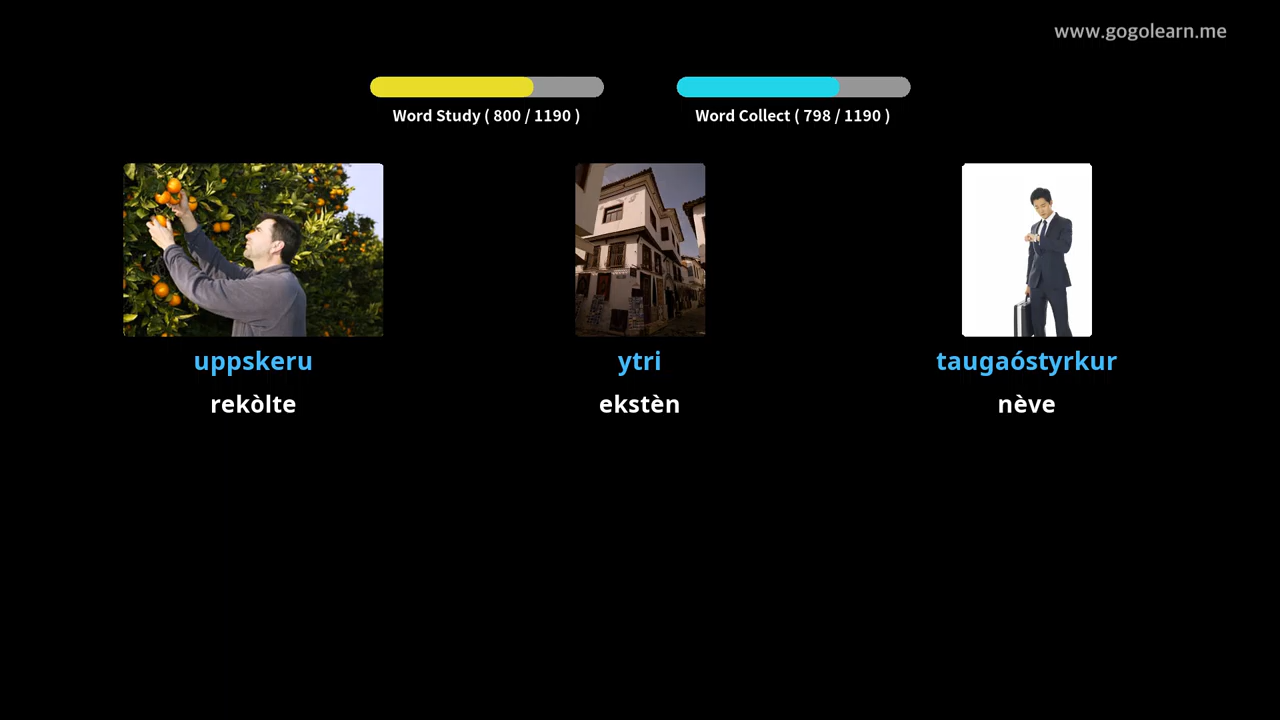 www.gogolearn.me
Word Study ( 800 / 1190 )
Word Collect ( 798 / 1190 )
uppskeru
ytri
taugaóstyrkur
rekòlte
ekstèn
nève